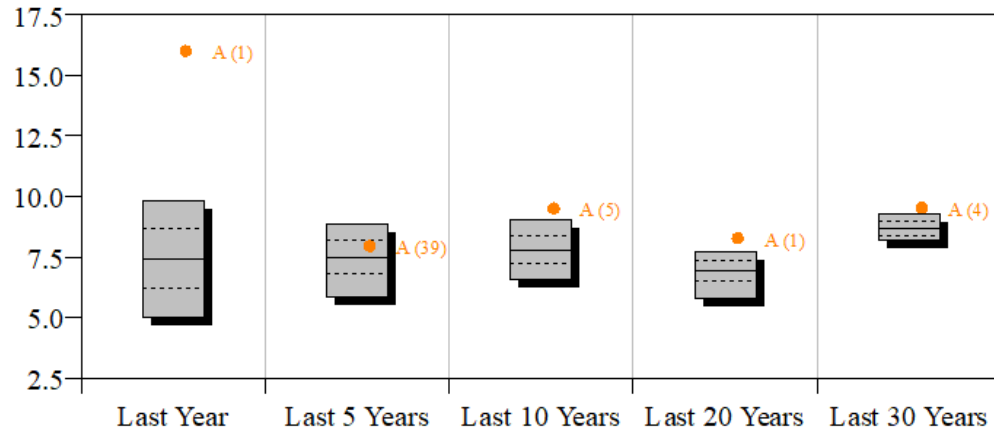 17.5
A (1)
15.0
12.5
10.0
A (5)
A (4)
A (1)
A (39)
7.5
5.0
2.5
Last Year Last 5 Years Last 10 Years Last 20 Years Last 30 Years